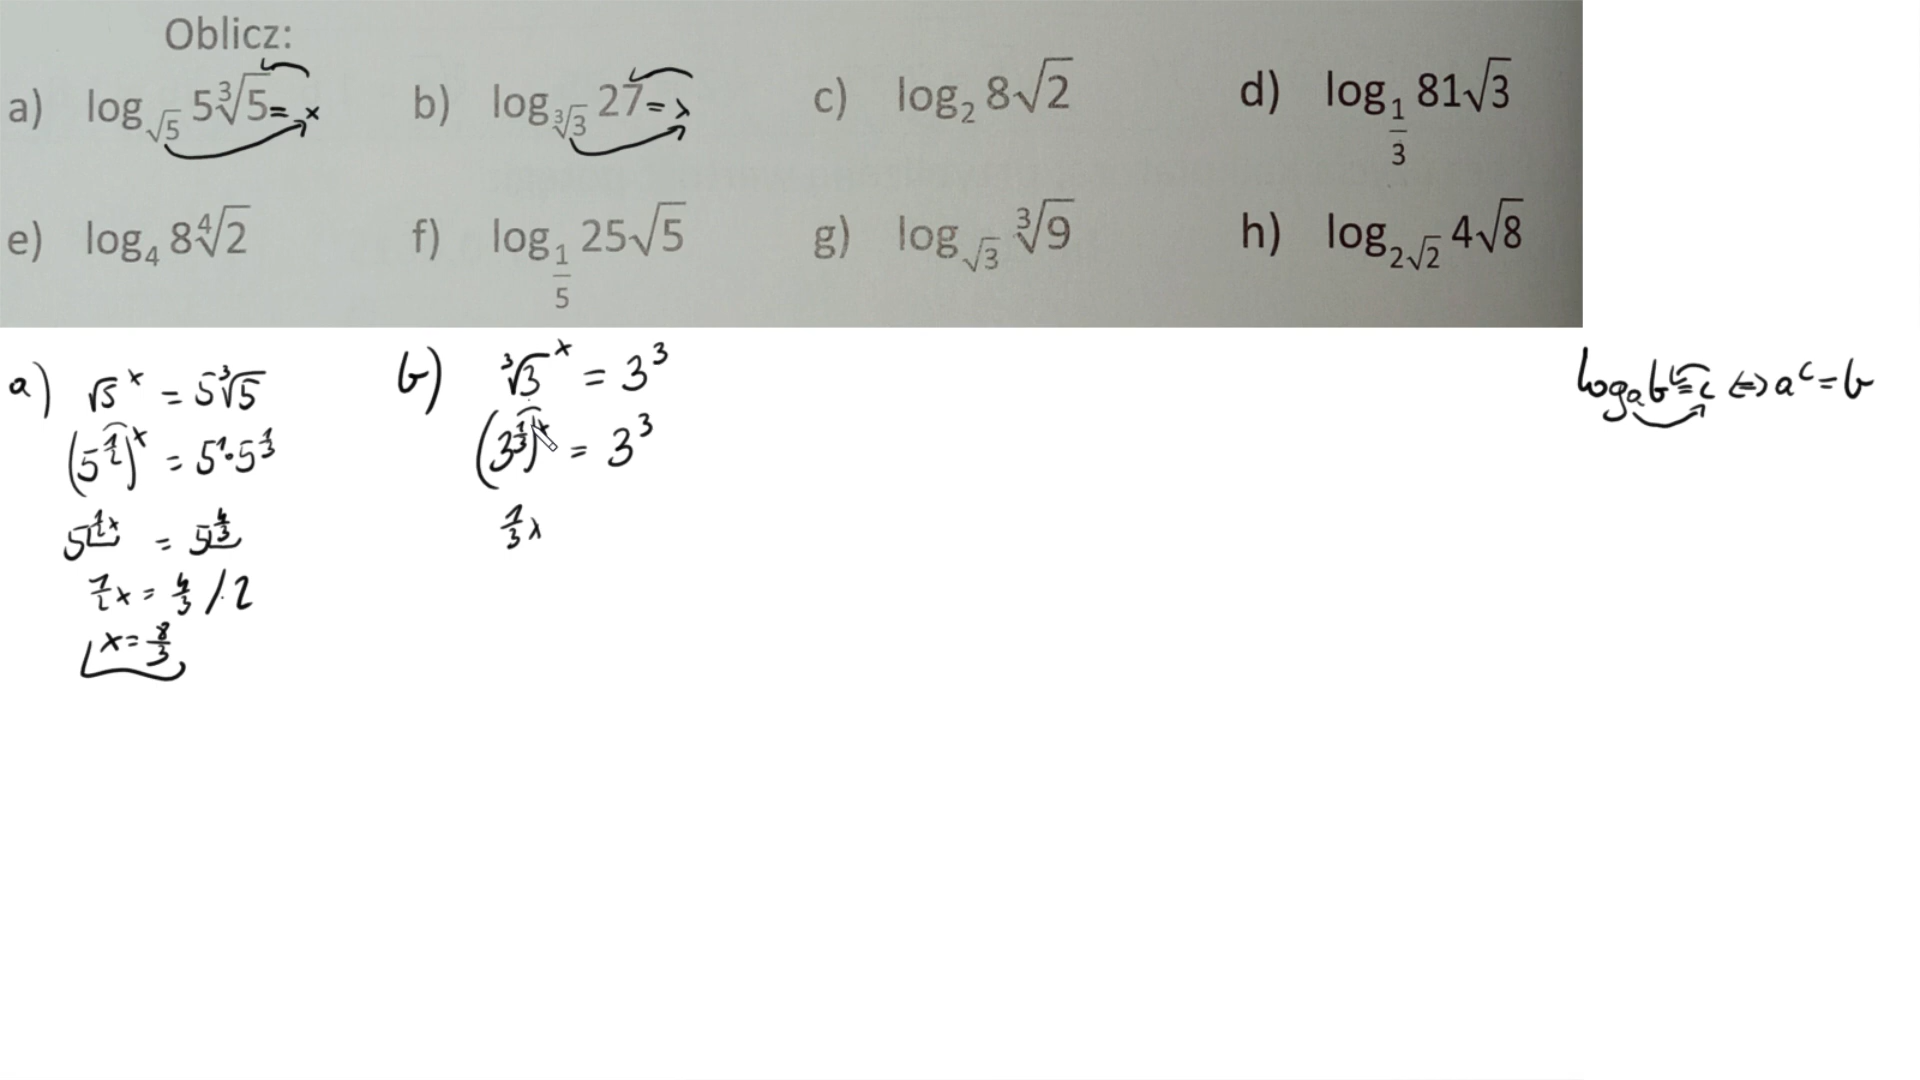 Oblicz:
a) log_√5 5∛5 = x b) log_∛3 27 = x c) log₂ 8√2 d) log_1/3 81√3
e) log₄ 8∜2 f) log_1/5 25√5 g) log_√3 ∛9 h) log_2√2 4√8
a) √5^x = 5∛5
(5^1/2)^x = 5^1·5^1/3
5^1/2x = 5^4/3
1/2x = 4/3 /·2
x = 8/3
b) ∛3^x = 3^3
(3^1/3)^x = 3^3
1/3x
log_a b = c ⇔ a^c = b